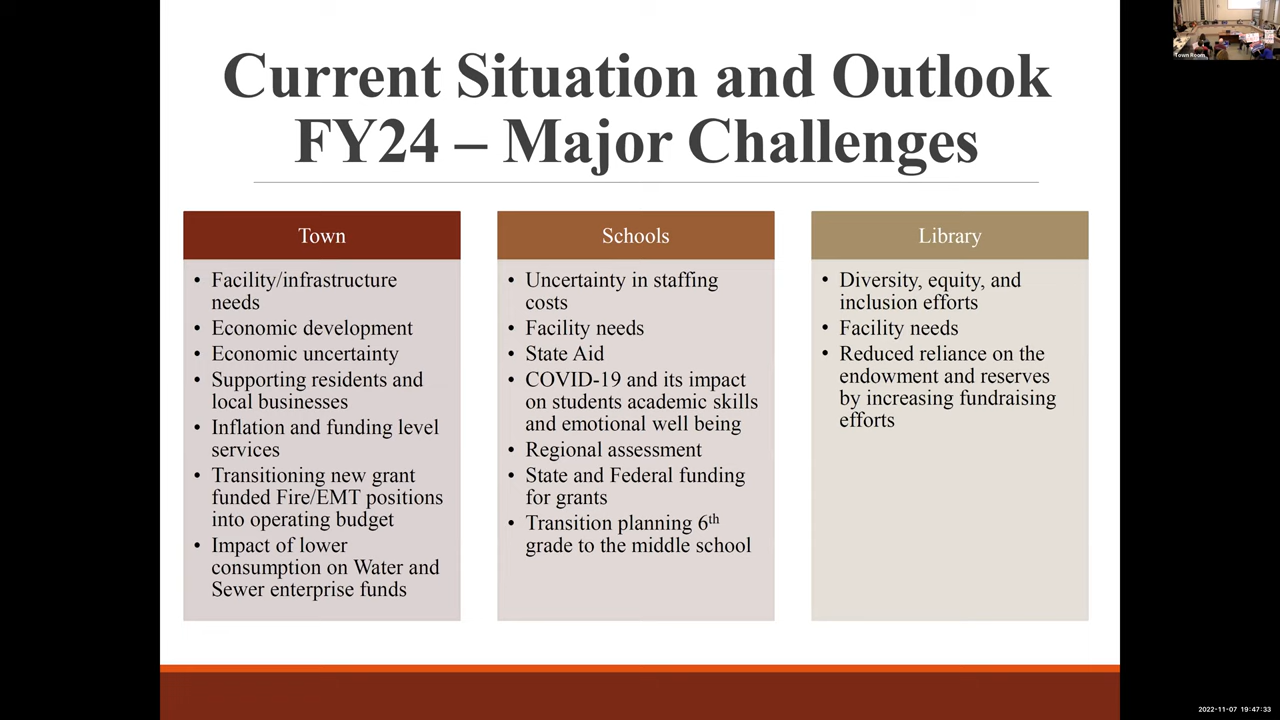 Current Situation and Outlook
FY24 – Major Challenges
Town
• Facility/infrastructure
needs
• Economic development
• Economic uncertainty
• Supporting residents and
local businesses
• Inflation and funding level
services
• Transitioning new grant
funded Fire/EMT positions
into operating budget
• Impact of lower
consumption on Water and
Sewer enterprise funds
Schools
• Uncertainty in staffing
costs
• Facility needs
• State Aid
• COVID-19 and its impact
on students academic skills
and emotional well being
• Regional assessment
• State and Federal funding
for grants
• Transition planning 6th
grade to the middle school
Library
• Diversity, equity, and
inclusion efforts
• Facility needs
• Reduced reliance on the
endowment and reserves
by increasing fundraising
efforts
Town Room
2022-11-07 19:47:33